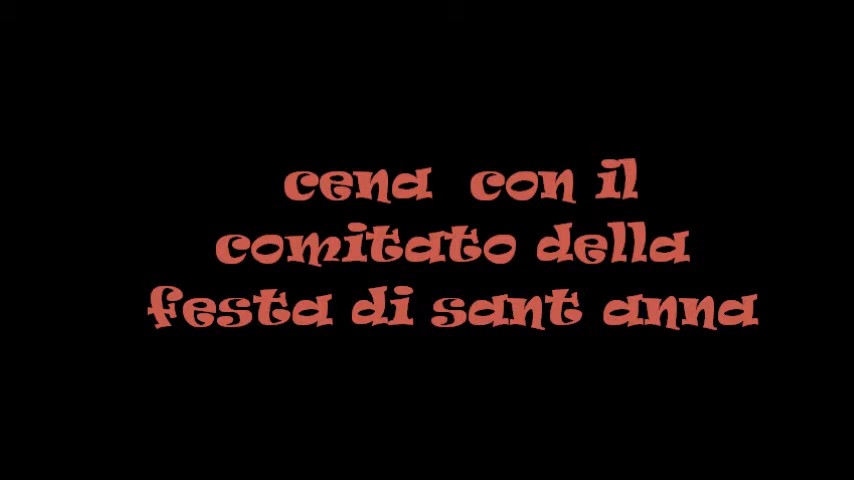 cena con il
comitato della
festa di sant anna